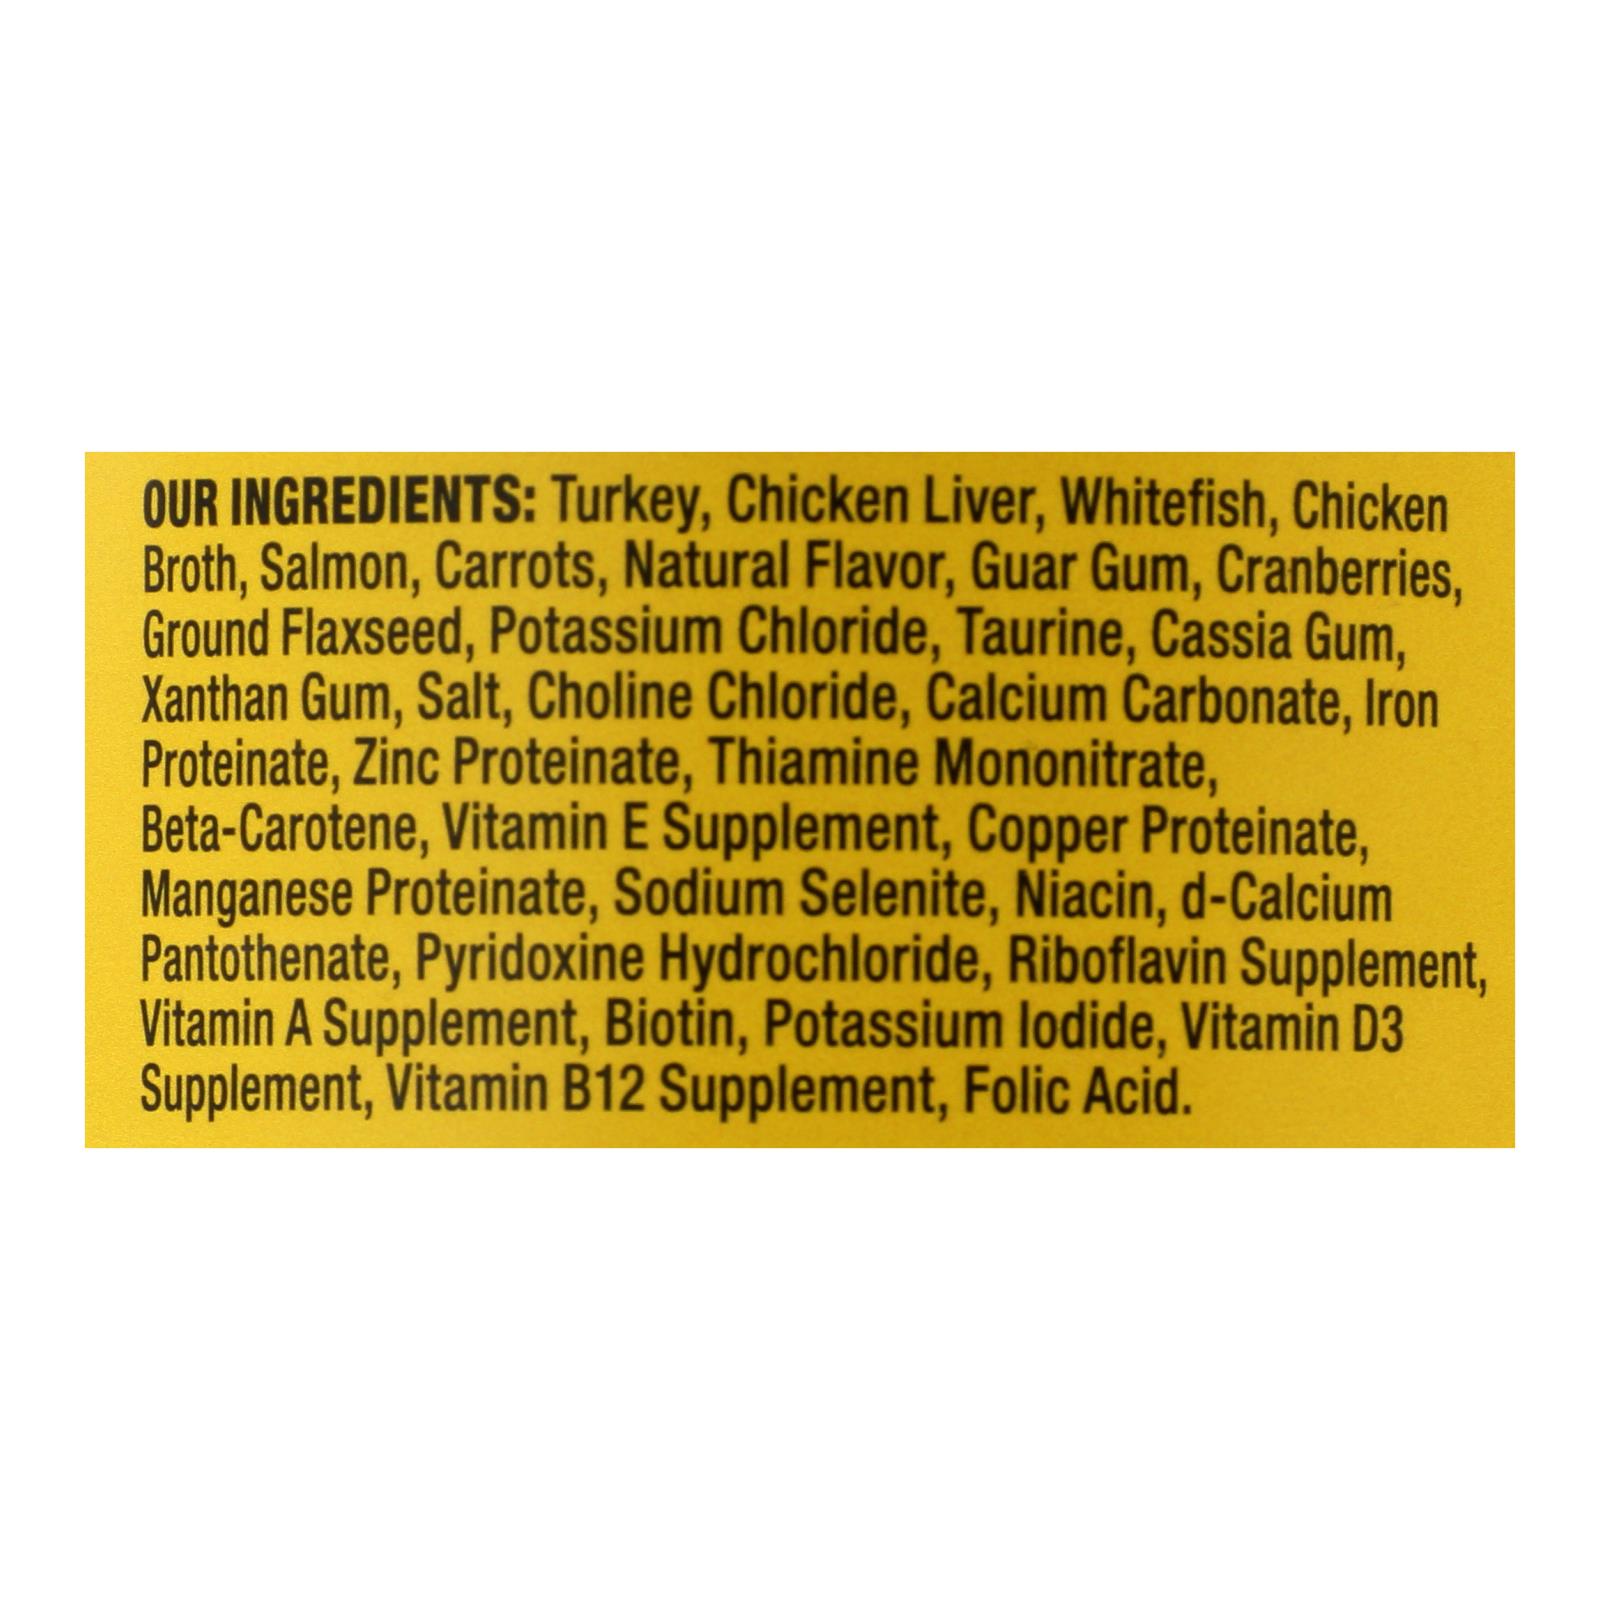 OUR INGREDIENTS: Turkey, Chicken Liver, Whitefish, Chicken
Broth, Salmon, Carrots, Natural Flavor, Guar Gum, Cranberries,
Ground Flaxseed, Potassium Chloride, Taurine, Cassia Gum,
Xanthan Gum, Salt, Choline Chloride, Calcium Carbonate, Iron
Proteinate, Zinc Proteinate, Thiamine Mononitrate,
Beta-Carotene, Vitamin E Supplement, Copper Proteinate,
Manganese Proteinate, Sodium Selenite, Niacin, d-Calcium
Pantothenate, Pyridoxine Hydrochloride, Riboflavin Supplement,
Vitamin A Supplement, Biotin, Potassium Iodide, Vitamin D3
Supplement, Vitamin B12 Supplement, Folic Acid.